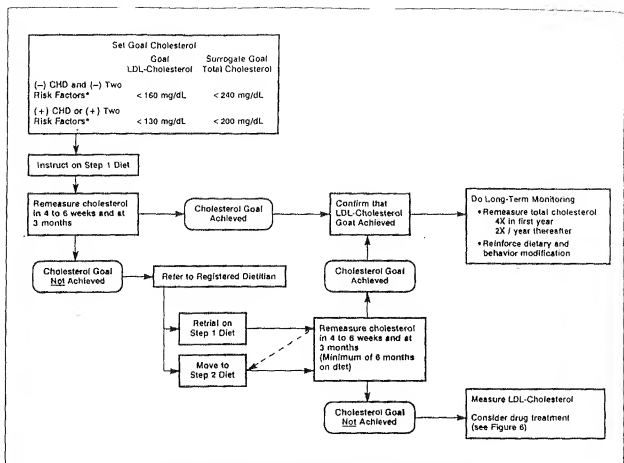 Set Goal Cholesterol
Goal LDL-Cholesterol
Surrogate Goal Total Cholesterol
(–) CHD and (–) Two Risk Factors* < 160 mg/dL < 240 mg/dL
(+) CHD or (+) Two Risk Factors* < 130 mg/dL < 200 mg/dL
Instruct on Step 1 Diet
Remeasure cholesterol
in 4 to 6 weeks and at
3 months
Cholesterol Goal
Achieved
Confirm that
LDL-Cholesterol
Goal Achieved
Do Long-Term Monitoring
• Remeasure total cholesterol
4X in first year
2X / year thereafter
• Reinforce dietary and
behavior modification
Cholesterol Goal
Not Achieved
Refer to Registered Dietitian
Cholesterol Goal
Achieved
Retrial on
Step 1 Diet
Move to
Step 2 Diet
Remeasure cholesterol
in 4 to 6 weeks and at
3 months
(Minimum of 6 months
on diet)
Cholesterol Goal
Not Achieved
Measure LDL-Cholesterol
Consider drug treatment
(see Figure 6)